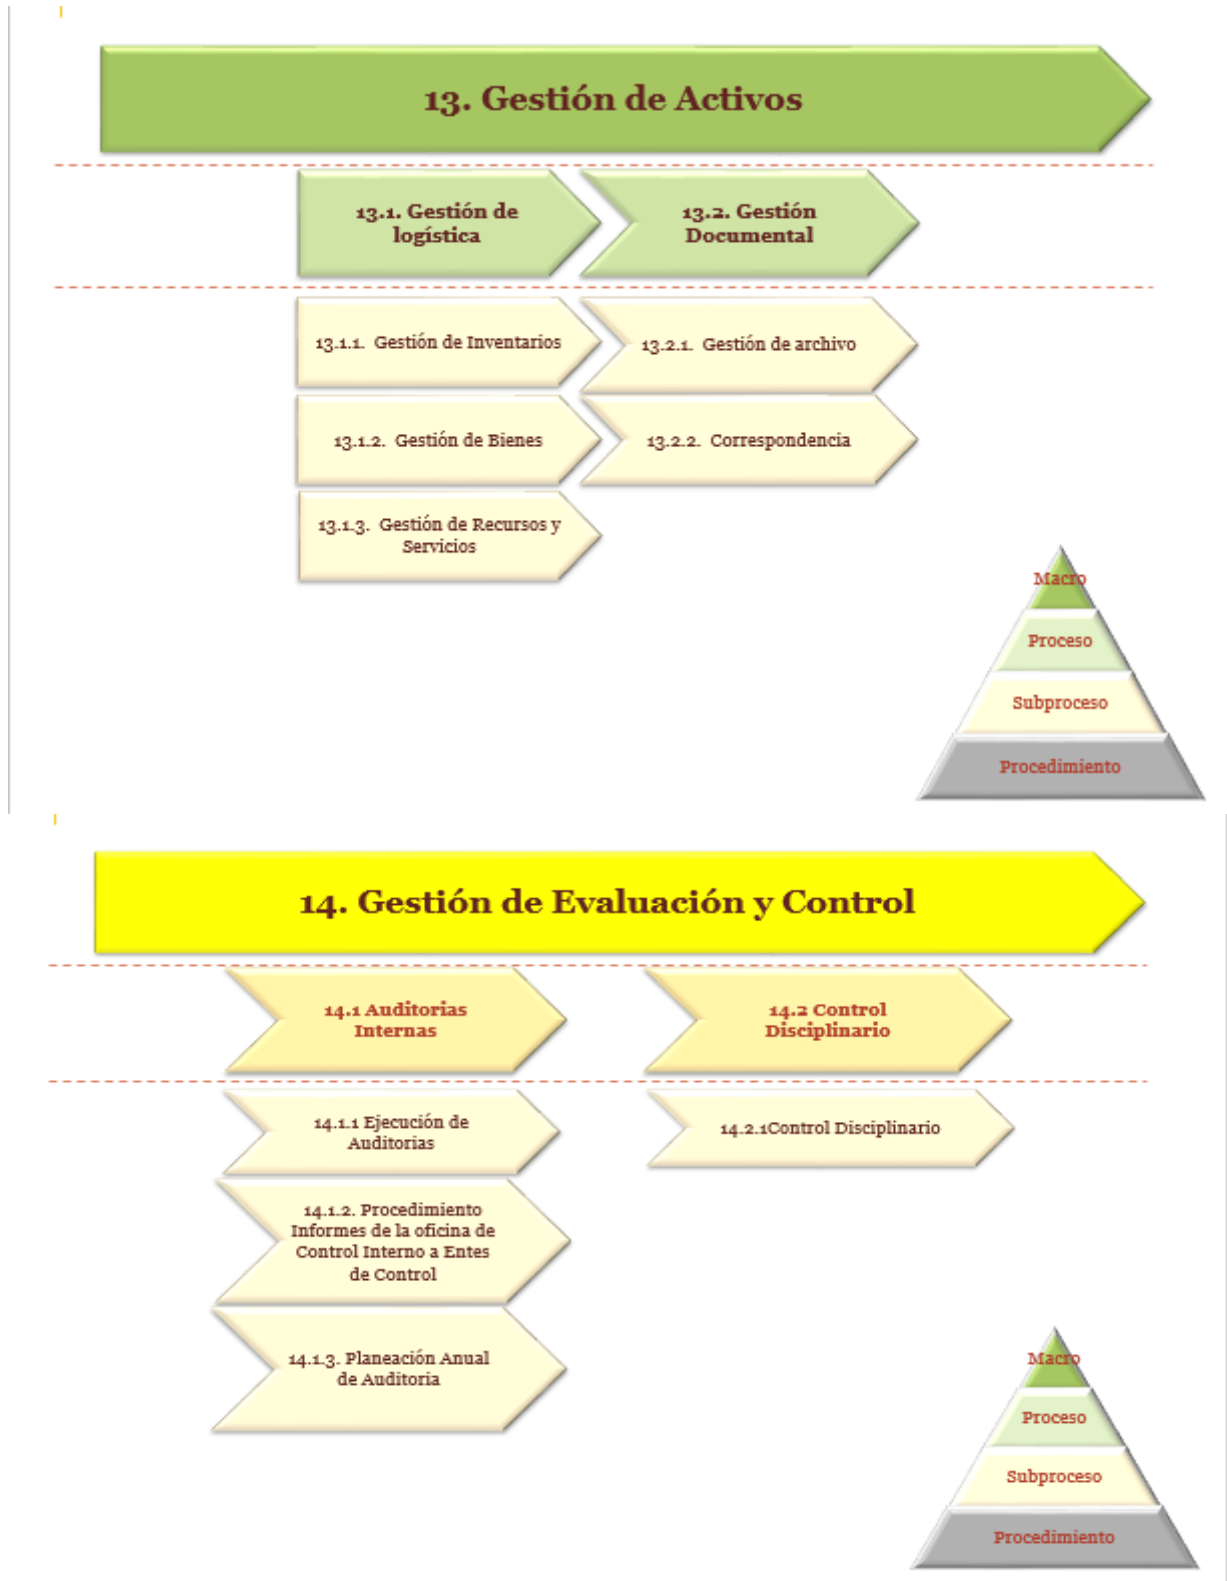 13. Gestión de Activos
13.1. Gestión de
logística
13.2. Gestión
Documental
13.1.1.  Gestión de Inventarios
13.2.1.  Gestión de archivo
13.1.2.  Gestión de Bienes
13.2.2.  Correspondencia
13.1.3.  Gestión de Recursos y
Servicios
Macro
Proceso
Subproceso
Procedimiento
14. Gestión de Evaluación y Control
14.1 Auditorias
Internas
14.2 Control
Disciplinario
14.1.1 Ejecución de
Auditorias
14.2.1Control Disciplinario
14.1.2. Procedimiento
Informes de la oficina de
Control Interno a Entes
de Control
14.1.3. Planeación Anual
de Auditoria
Macro
Proceso
Subproceso
Procedimiento